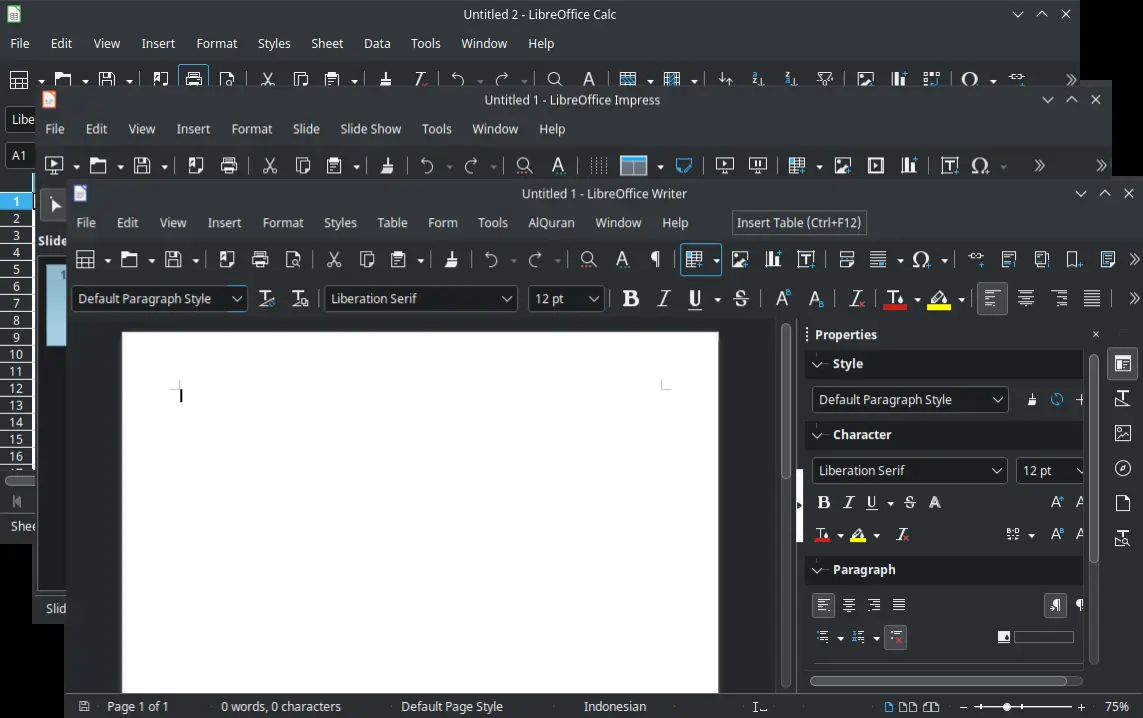 Untitled 2 - LibreOffice Calc
File Edit View Insert Format Styles Sheet Data Tools Window Help
Libe
A1
1
2
3
4
5
6
7
8
9
10
11
12
13
14
15
16
Shee
Untitled 1 - LibreOffice Impress
File Edit View Insert Format Slide Slide Show Tools Window Help
Slide
1
Slid
Untitled 1 - LibreOffice Writer
File Edit View Insert Format Styles Table Form Tools AlQuran Window Help
Insert Table (Ctrl+F12)
Default Paragraph Style Liberation Serif 12 pt
Properties
Style
Default Paragraph Style
Character
Liberation Serif 12 pt
Paragraph
Page 1 of 1 0 words, 0 characters Default Page Style Indonesian 75%